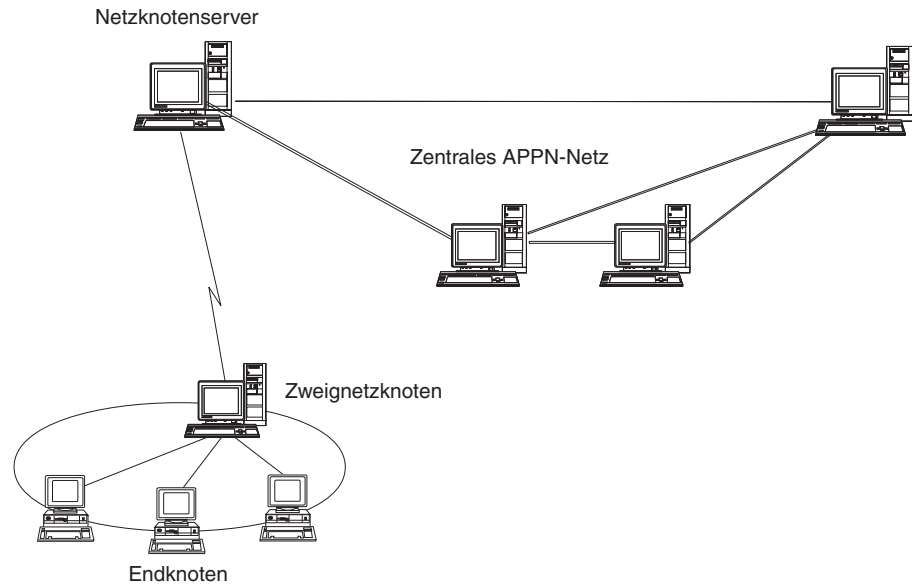 Netzknotenserver
Zentrales APPN-Netz
Zweignetzknoten
Endknoten